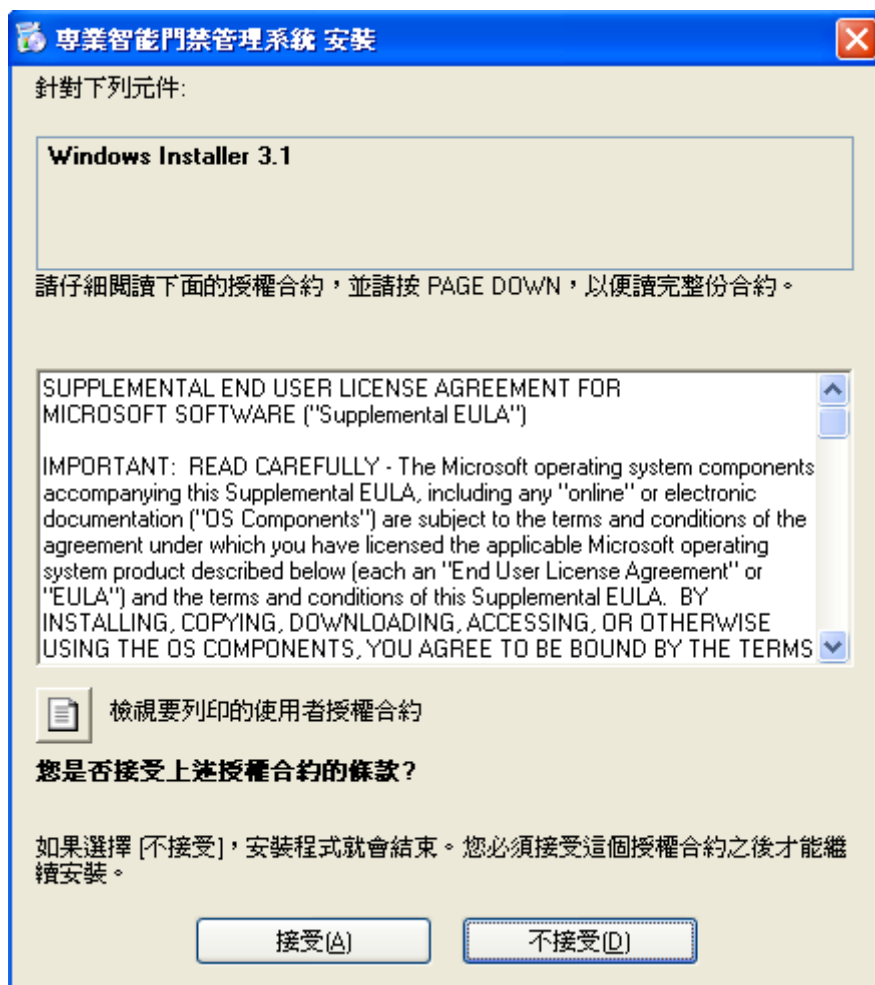 專業智能門禁管理系統 安裝
針對下列元件:
Windows Installer 3.1
請仔細閱讀下面的授權合約，並請按 PAGE DOWN，以便讀完整份合約。
SUPPLEMENTAL END USER LICENSE AGREEMENT FOR
MICROSOFT SOFTWARE ("Supplemental EULA")
IMPORTANT:  READ CAREFULLY - The Microsoft operating system components
accompanying this Supplemental EULA, including any "online" or electronic
documentation ("OS Components") are subject to the terms and conditions of the
agreement under which you have licensed the applicable Microsoft operating
system product described below (each an "End User License Agreement" or
"EULA") and the terms and conditions of this Supplemental EULA.  BY
INSTALLING, COPYING, DOWNLOADING, ACCESSING, OR OTHERWISE
USING THE OS COMPONENTS, YOU AGREE TO BE BOUND BY THE TERMS
檢視要列印的使用者授權合約
您是否接受上述授權合約的條款?
如果選擇 [不接受]，安裝程式就會結束。您必須接受這個授權合約之後才能繼
續安裝。
接受(A)
不接受(D)